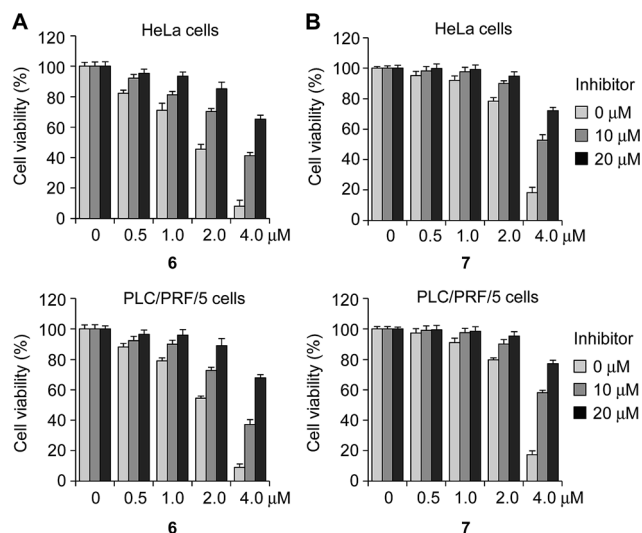 A
HeLa cells
Cell viability (%)
120
100
80
60
40
20
0
0 0.5 1.0 2.0 4.0 μM
6
B
HeLa cells
Cell viability (%)
120
100
80
60
40
20
0
0 0.5 1.0 2.0 4.0 μM
7
Inhibitor
0 μM
10 μM
20 μM
PLC/PRF/5 cells
Cell viability (%)
120
100
80
60
40
20
0
0 0.5 1.0 2.0 4.0 μM
6
PLC/PRF/5 cells
Cell viability (%)
120
100
80
60
40
20
0
0 0.5 1.0 2.0 4.0 μM
7
Inhibitor
0 μM
10 μM
20 μM